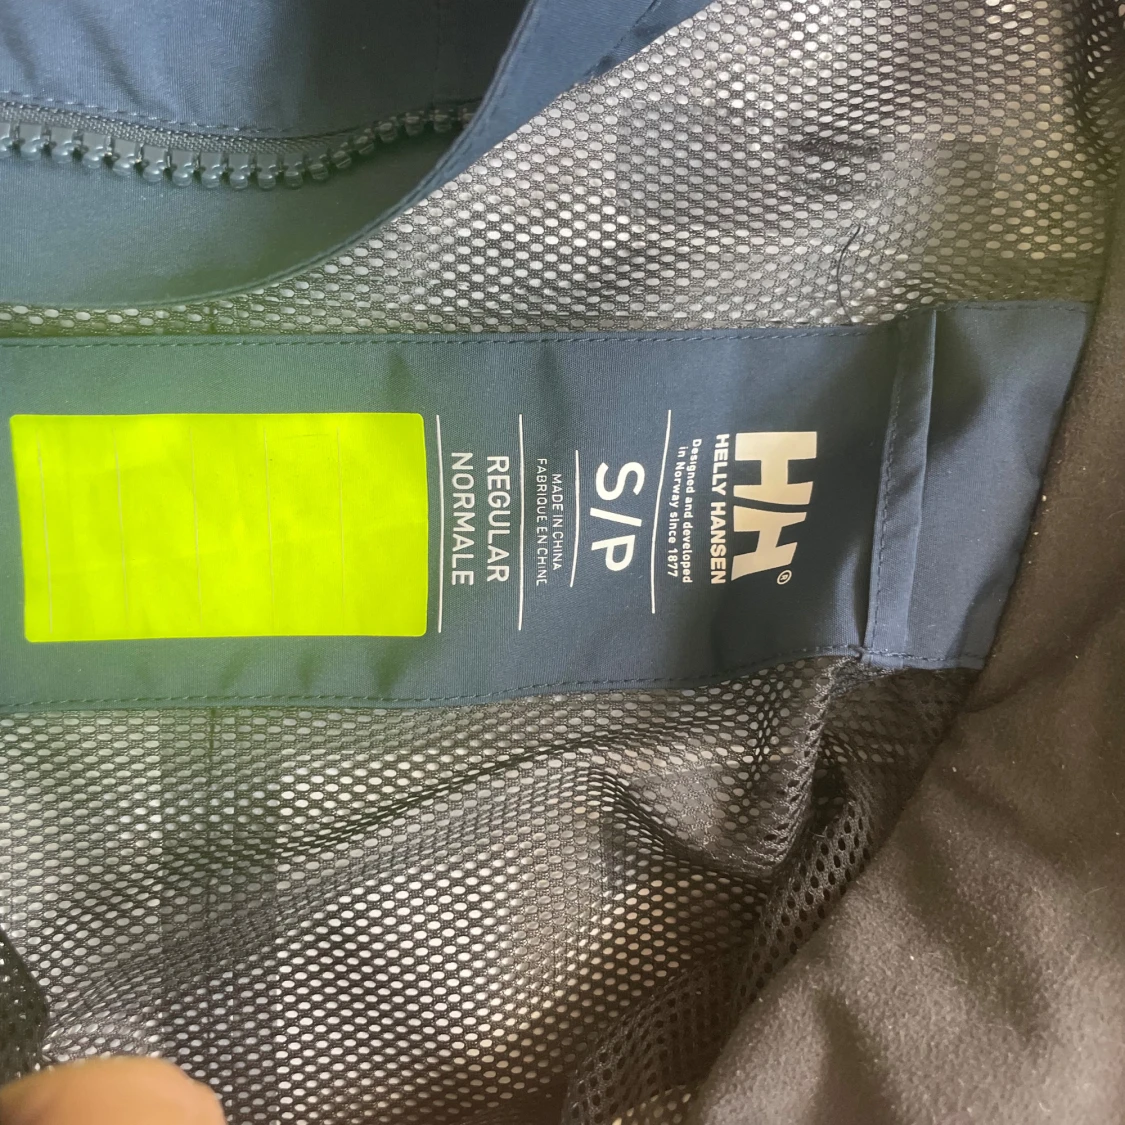 HH®
HELLY HANSEN
Designed and developed
in Norway since 1877
S/P
MADE IN CHINA
FABRIQUE EN CHINE
REGULAR
NORMALE